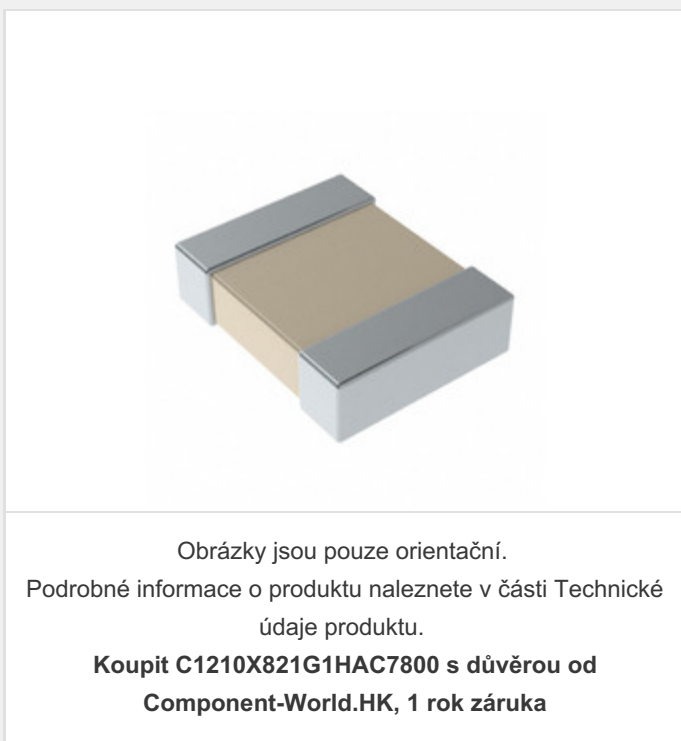 Obrázky jsou pouze orientační.
Podrobné informace o produktu naleznete v části Technické
údaje produktu.
Koupit C1210X821G1HAC7800 s důvěrou od
Component-World.HK, 1 rok záruka